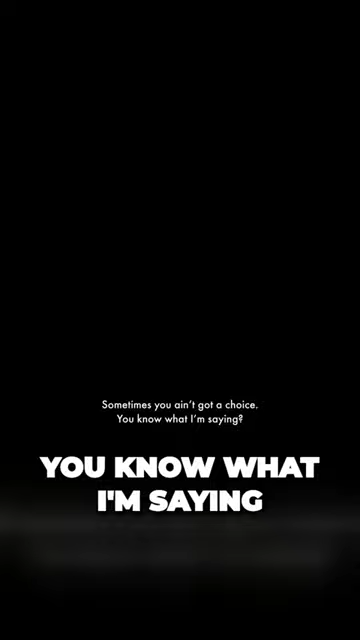 Sometimes you ain't got a choice.
You know what I'm saying?
YOU KNOW WHAT
I'M SAYING